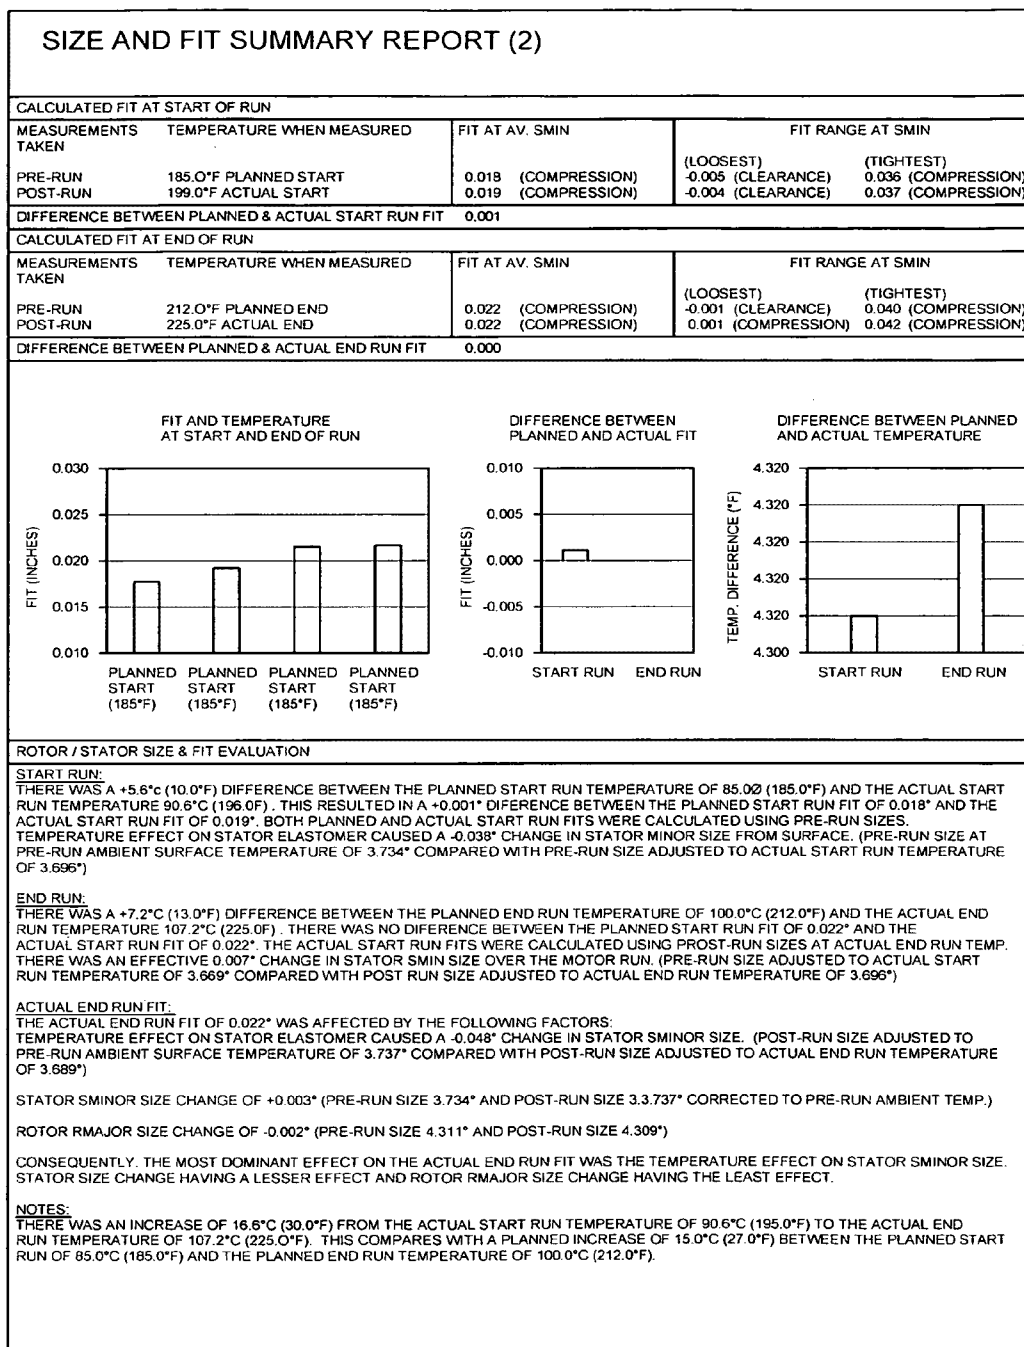 SIZE AND FIT SUMMARY REPORT (2)
CALCULATED FIT AT START OF RUN
MEASUREMENTS TAKEN TEMPERATURE WHEN MEASURED FIT AT AV. SMIN FIT RANGE AT SMIN
(LOOSEST) (TIGHTEST)
PRE-RUN 185.O°F PLANNED START 0.018 (COMPRESSION) -0.005 (CLEARANCE) 0.036 (COMPRESSION)
POST-RUN 199.0°F ACTUAL START 0.019 (COMPRESSION) -0.004 (CLEARANCE) 0.037 (COMPRESSION)
DIFFERENCE BETWEEN PLANNED & ACTUAL START RUN FIT 0.001
CALCULATED FIT AT END OF RUN
MEASUREMENTS TAKEN TEMPERATURE WHEN MEASURED FIT AT AV. SMIN FIT RANGE AT SMIN
(LOOSEST) (TIGHTEST)
PRE-RUN 212.O°F PLANNED END 0.022 (COMPRESSION) -0.001 (CLEARANCE) 0.040 (COMPRESSION)
POST-RUN 225.0°F ACTUAL END 0.022 (COMPRESSION) 0.001 (COMPRESSION) 0.042 (COMPRESSION)
DIFFERENCE BETWEEN PLANNED & ACTUAL END RUN FIT 0.000
FIT AND TEMPERATURE
AT START AND END OF RUN
FIT (INCHES)
0.030
0.025
0.020
0.015
0.010
PLANNED START (185°F)
PLANNED START (185°F)
PLANNED START (185°F)
PLANNED START (185°F)
DIFFERENCE BETWEEN
PLANNED AND ACTUAL FIT
FIT (INCHES)
0.010
0.005
0.000
-0.005
-0.010
START RUN END RUN
DIFFERENCE BETWEEN PLANNED
AND ACTUAL TEMPERATURE
TEMP. DIFFERENCE (°F)
4.320
4.320
4.320
4.320
4.320
4.300
START RUN END RUN
ROTOR / STATOR SIZE & FIT EVALUATION
START RUN:
THERE WAS A +5.6°c (10.0°F) DIFFERENCE BETWEEN THE PLANNED START RUN TEMPERATURE OF 85.0Ø (185.0°F) AND THE ACTUAL START
RUN TEMPERATURE 90.6°C (196.0F) . THIS RESULTED IN A +0.001" DIFERENCE BETWEEN THE PLANNED START RUN FIT OF 0.018" AND THE
ACTUAL START RUN FIT OF 0.019". BOTH PLANNED AND ACTUAL START RUN FITS WERE CALCULATED USING PRE-RUN SIZES.
TEMPERATURE EFFECT ON STATOR ELASTOMER CAUSED A -0.038" CHANGE IN STATOR MINOR SIZE FROM SURFACE. (PRE-RUN SIZE AT
PRE-RUN AMBIENT SURFACE TEMPERATURE OF 3.734" COMPARED WITH PRE-RUN SIZE ADJUSTED TO ACTUAL START RUN TEMPERATURE
OF 3.696")
END RUN:
THERE WAS A +7.2°C (13.0°F) DIFFERENCE BETWEEN THE PLANNED END RUN TEMPERATURE OF 100.0°C (212.0°F) AND THE ACTUAL END
RUN TEMPERATURE 107.2°C (225.0F) . THERE WAS NO DIFERENCE BETWEEN THE PLANNED START RUN FIT OF 0.022" AND THE
ACTUAL START RUN FIT OF 0.022". THE ACTUAL START RUN FITS WERE CALCULATED USING PROST-RUN SIZES AT ACTUAL END RUN TEMP.
THERE WAS AN EFFECTIVE 0.007" CHANGE IN STATOR SMIN SIZE OVER THE MOTOR RUN. (PRE-RUN SIZE ADJUSTED TO ACTUAL START
RUN TEMPERATURE OF 3.669" COMPARED WITH POST RUN SIZE ADJUSTED TO ACTUAL END RUN TEMPERATURE OF 3.696")
ACTUAL END RUN FIT:
THE ACTUAL END RUN FIT OF 0.022" WAS AFFECTED BY THE FOLLOWING FACTORS:
TEMPERATURE EFFECT ON STATOR ELASTOMER CAUSED A -0.048" CHANGE IN STATOR SMINOR SIZE. (POST-RUN SIZE ADJUSTED TO
PRE-RUN AMBIENT SURFACE TEMPERATURE OF 3.737" COMPARED WITH POST-RUN SIZE ADJUSTED TO ACTUAL END RUN TEMPERATURE
OF 3.689")
STATOR SMINOR SIZE CHANGE OF +0.003" (PRE-RUN SIZE 3.734" AND POST-RUN SIZE 3.3.737" CORRECTED TO PRE-RUN AMBIENT TEMP.)
ROTOR RMAJOR SIZE CHANGE OF -0.002" (PRE-RUN SIZE 4.311" AND POST-RUN SIZE 4.309")
CONSEQUENTLY. THE MOST DOMINANT EFFECT ON THE ACTUAL END RUN FIT WAS THE TEMPERATURE EFFECT ON STATOR SMINOR SIZE.
STATOR SIZE CHANGE HAVING A LESSER EFFECT AND ROTOR RMAJOR SIZE CHANGE HAVING THE LEAST EFFECT.
NOTES:
THERE WAS AN INCREASE OF 16.6°C (30.0°F) FROM THE ACTUAL START RUN TEMPERATURE OF 90.6°C (195.0°F) TO THE ACTUAL END
RUN TEMPERATURE OF 107.2°C (225.O°F). THIS COMPARES WITH A PLANNED INCREASE OF 15.0°C (27.0°F) BETWEEN THE PLANNED START
RUN OF 85.0°C (185.0°F) AND THE PLANNED END RUN TEMPERATURE OF 100.0°C (212.0°F).